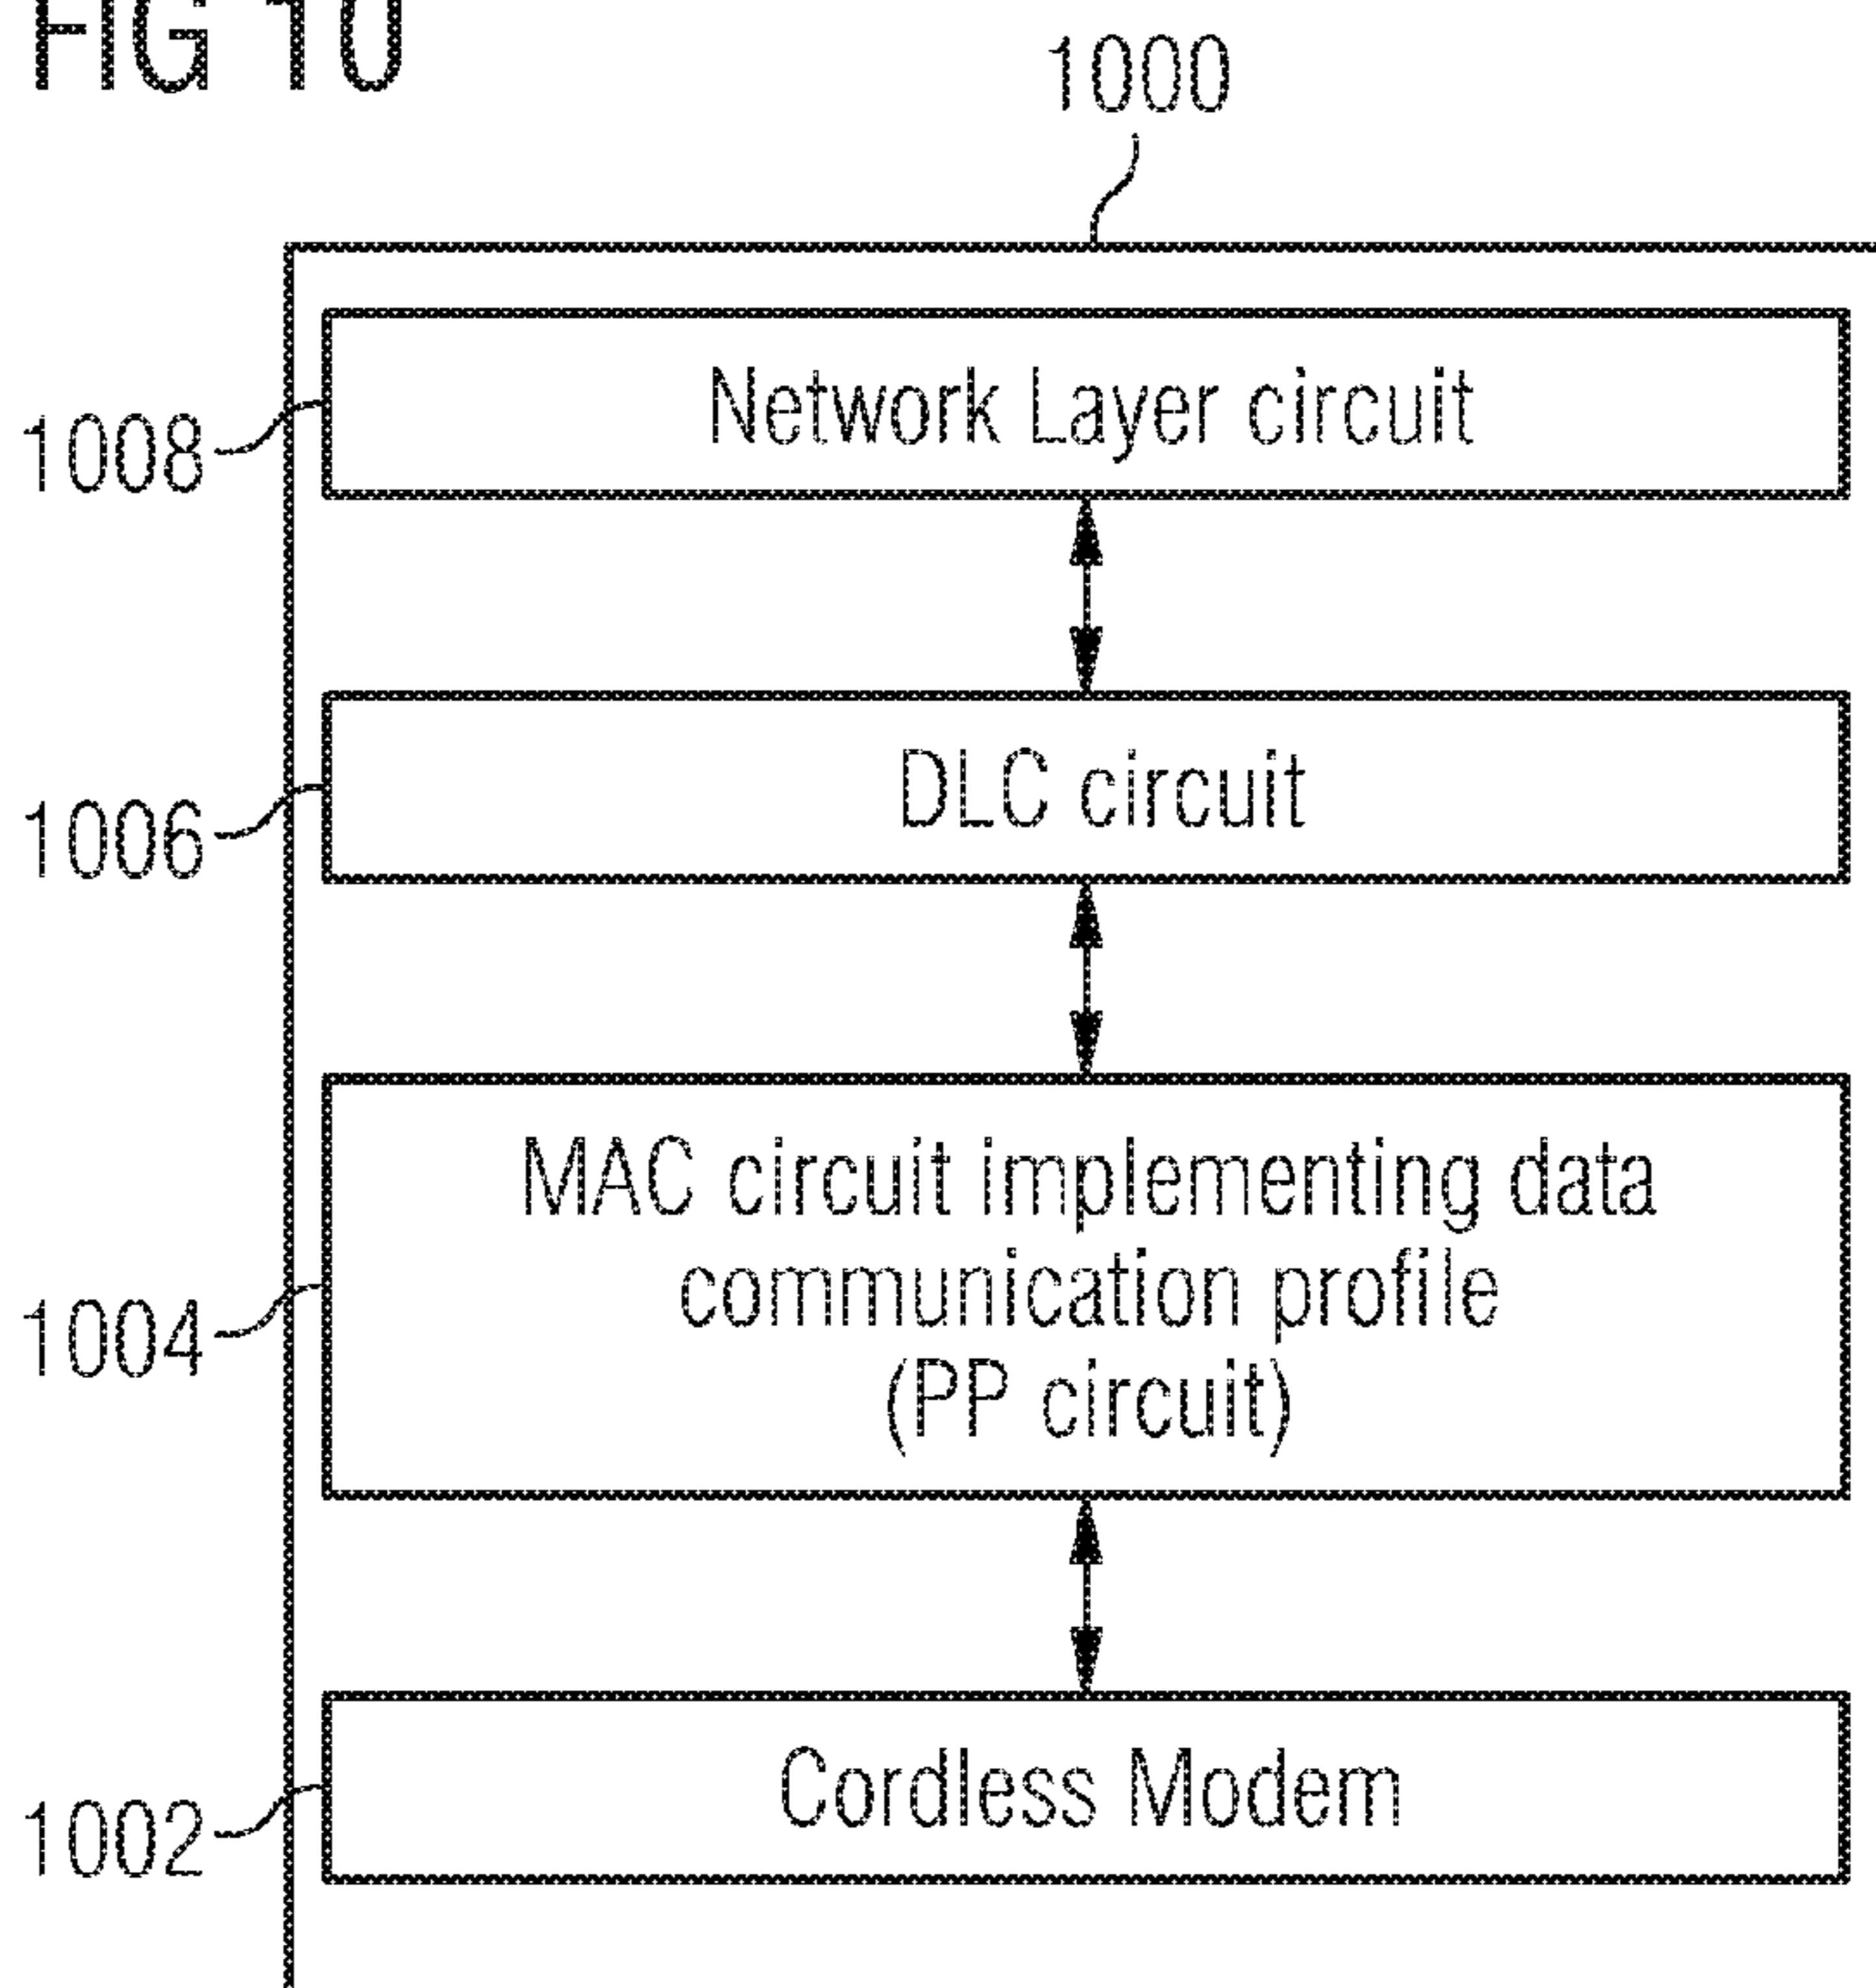 FIG 10
1000
Network Layer circuit
1008
DLC circuit
1006
MAC circuit implementing data
communication profile
(PP circuit)
1004
Cordless Modem
1002